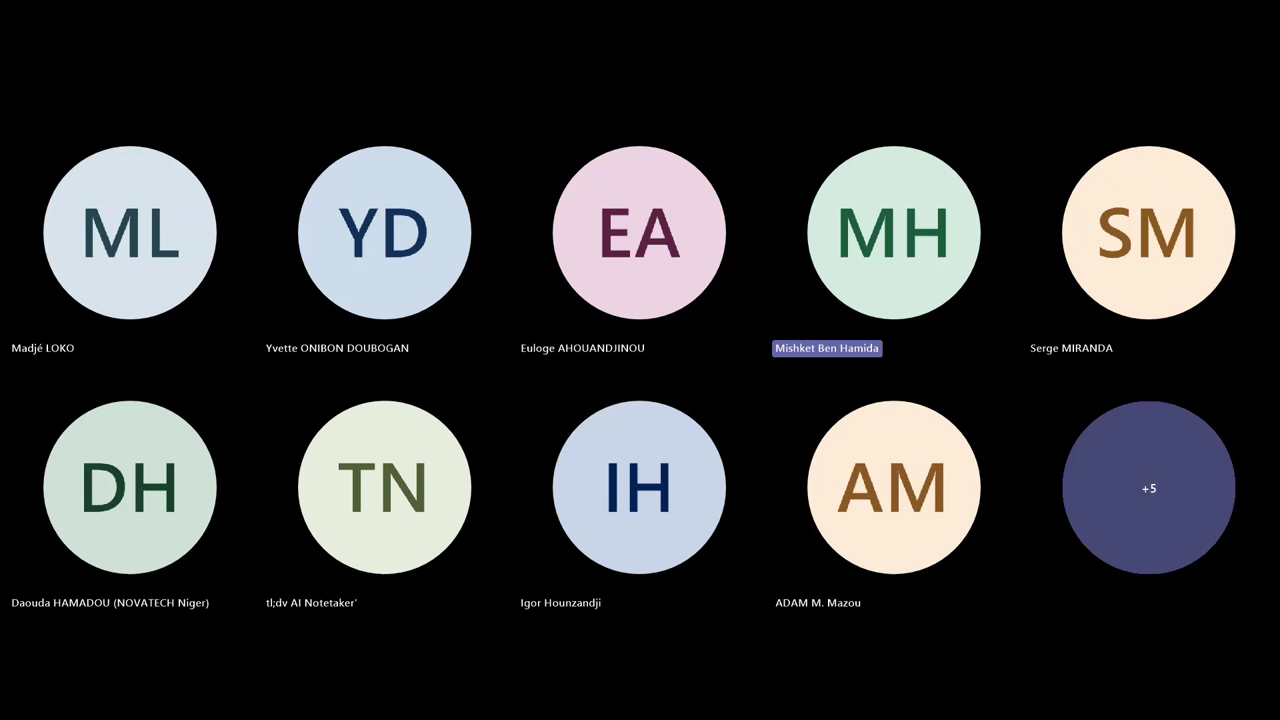 ML YD EA MH SM
Madjé LOKO Yvette ONIBON DOUBOGAN Euloge AHOUANDJINOU Mishket Ben Hamida Serge MIRANDA
DH TN IH AM +5
Daouda HAMADOU (NOVATECH Niger) tl;dv AI Notetaker' Igor Hounzandji ADAM M. Mazou